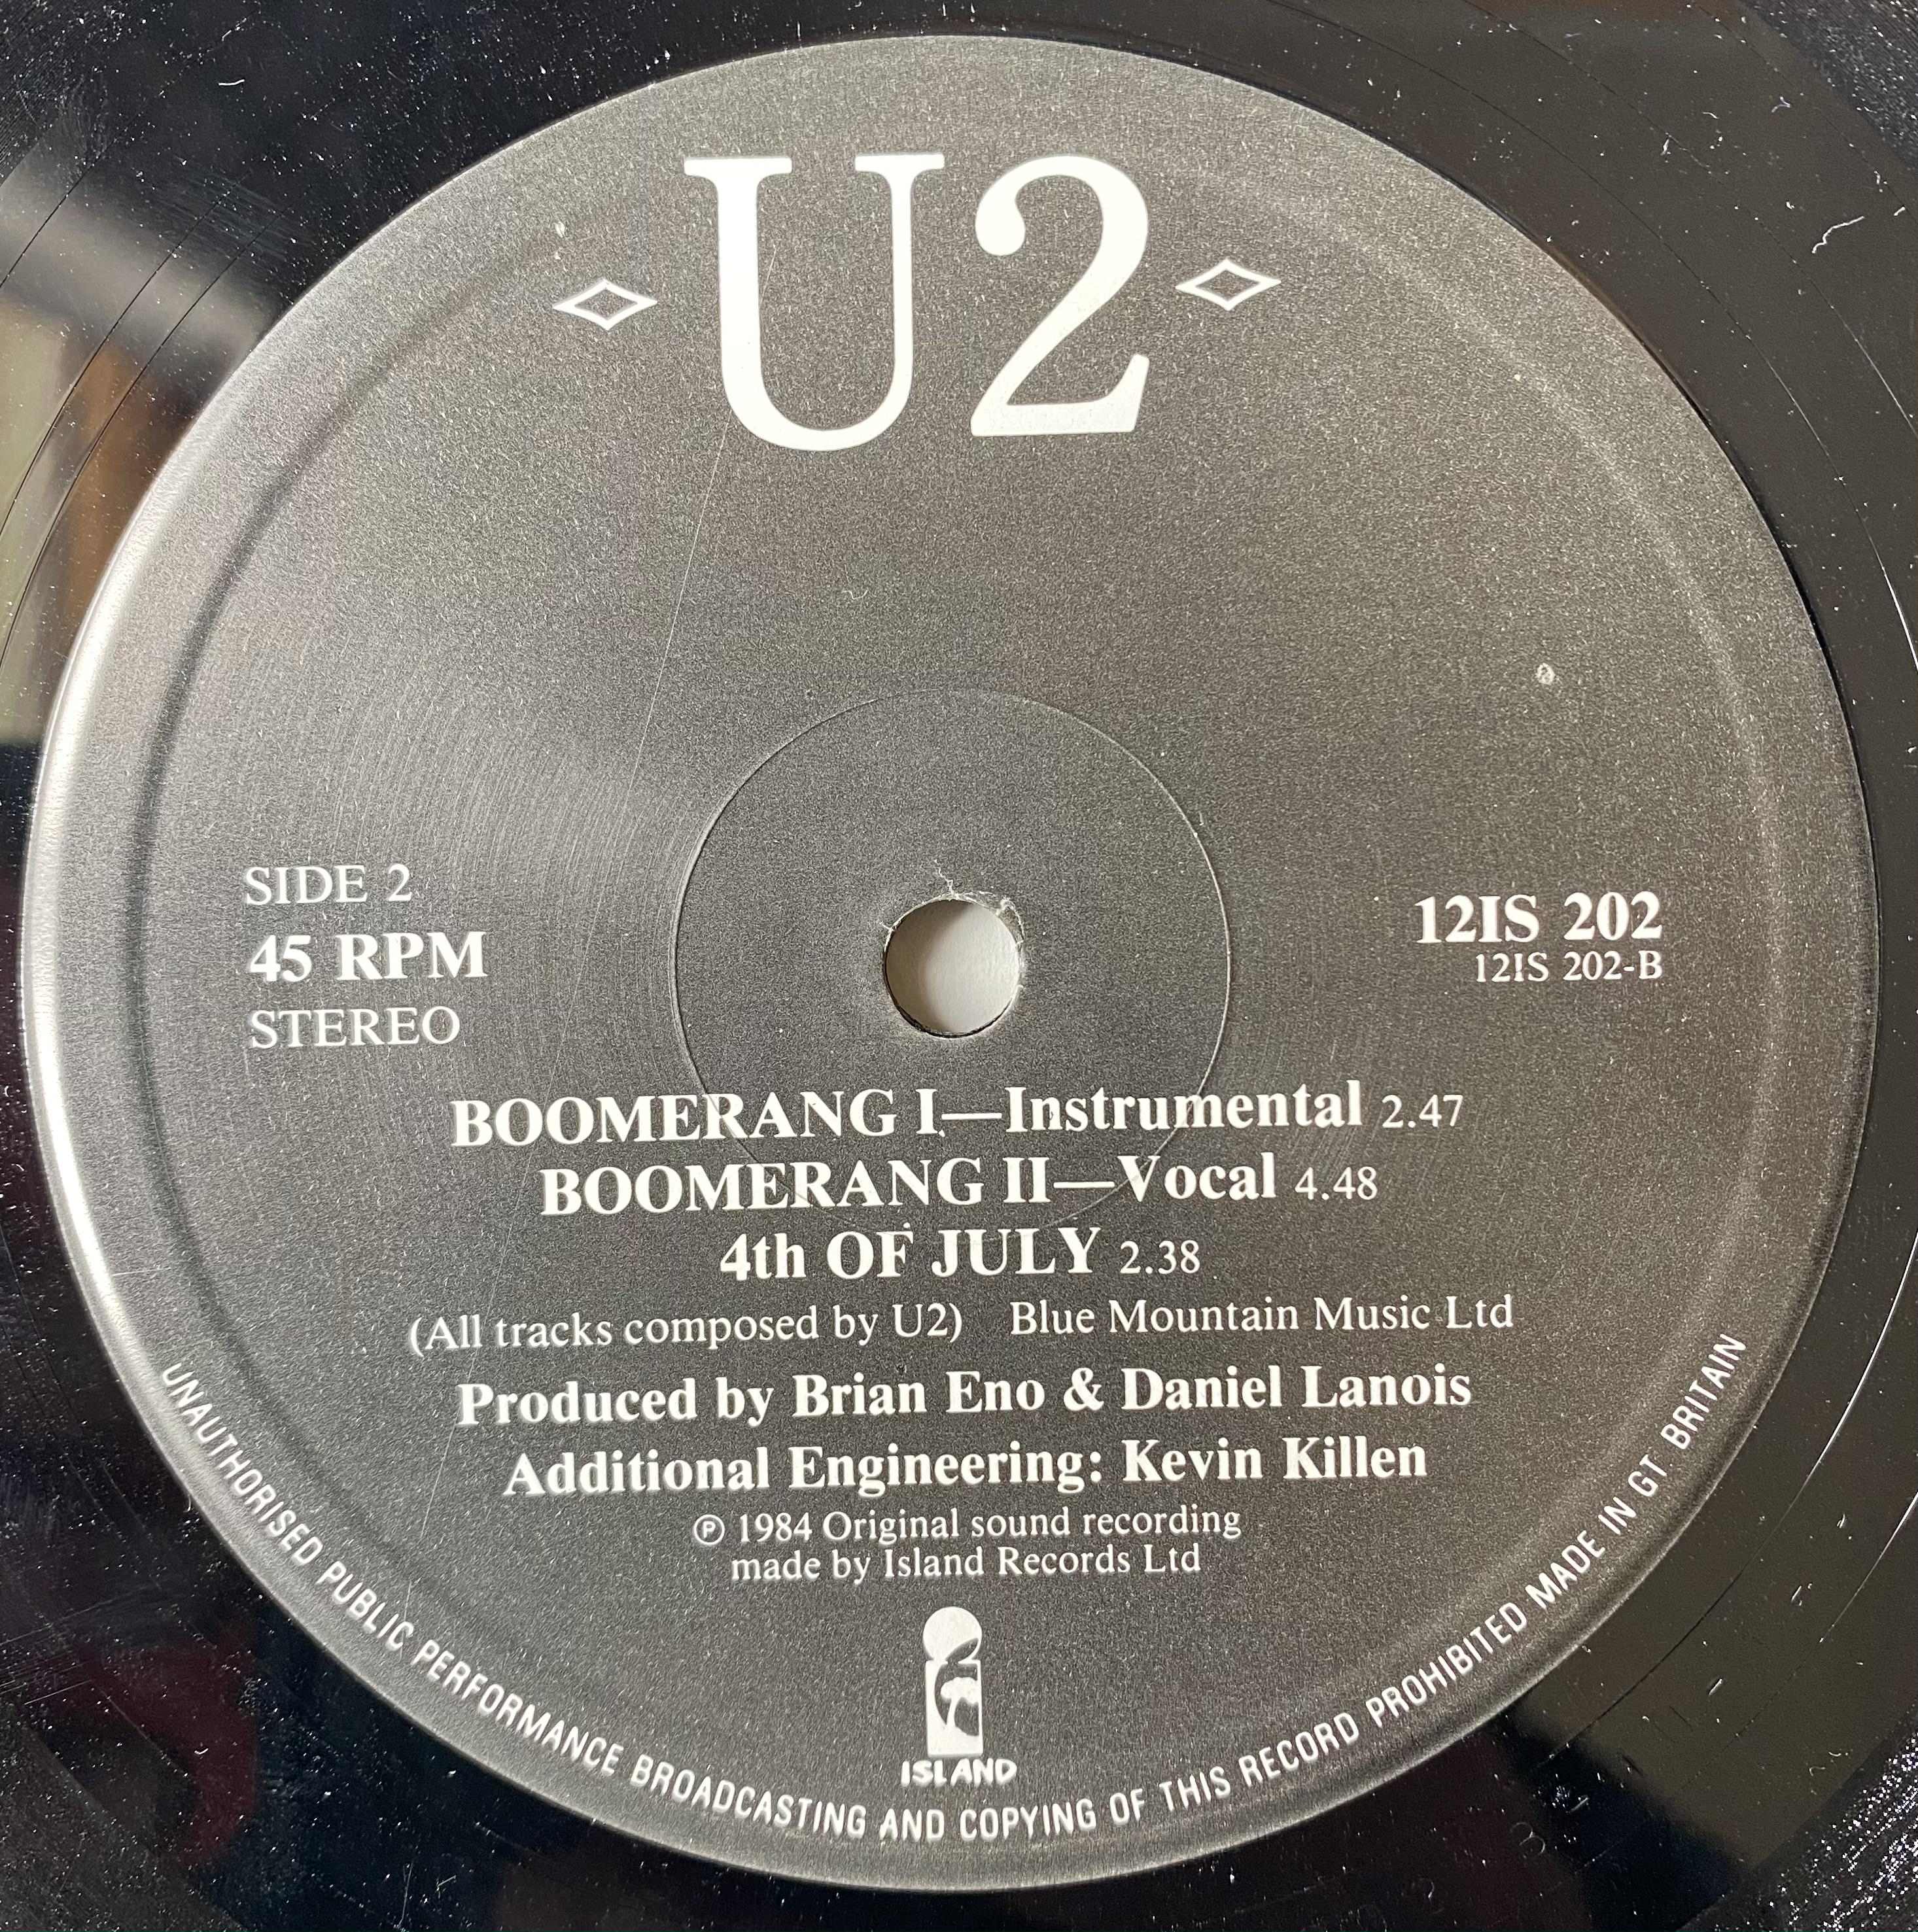 U2
SIDE 2
45 RPM
STEREO
12IS 202
12IS 202-B
BOOMERANG I—Instrumental 2.47
BOOMERANG II—Vocal 4.48
4th OF JULY 2.38
(All tracks composed by U2) Blue Mountain Music Ltd
Produced by Brian Eno & Daniel Lanois
Additional Engineering: Kevin Killen
℗ 1984 Original sound recording
made by Island Records Ltd
ISLAND
UNAUTHORISED PUBLIC PERFORMANCE BROADCASTING AND COPYING OF THIS RECORD PROHIBITED MADE IN GT. BRITAIN